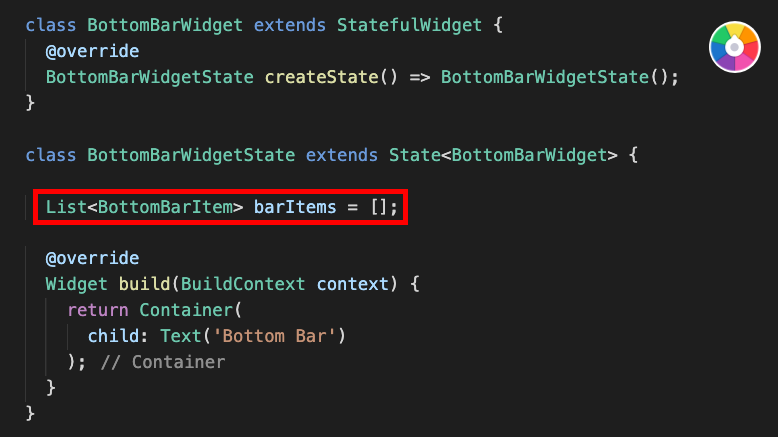 class BottomBarWidget extends StatefulWidget {
@override
BottomBarWidgetState createState() => BottomBarWidgetState();
}
class BottomBarWidgetState extends State<BottomBarWidget> {
List<BottomBarItem> barItems = [];
@override
Widget build(BuildContext context) {
return Container(
child: Text('Bottom Bar')
); // Container
}
}